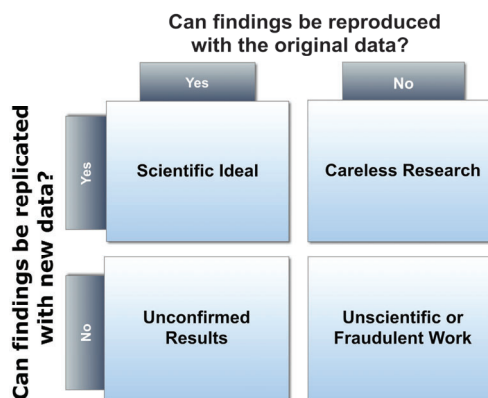 Can findings be reproduced
with the original data?
Yes
No
Can findings be replicated
with new data?
Yes
Scientific Ideal
Careless Research
No
Unconfirmed
Results
Unscientific or
Fraudulent Work